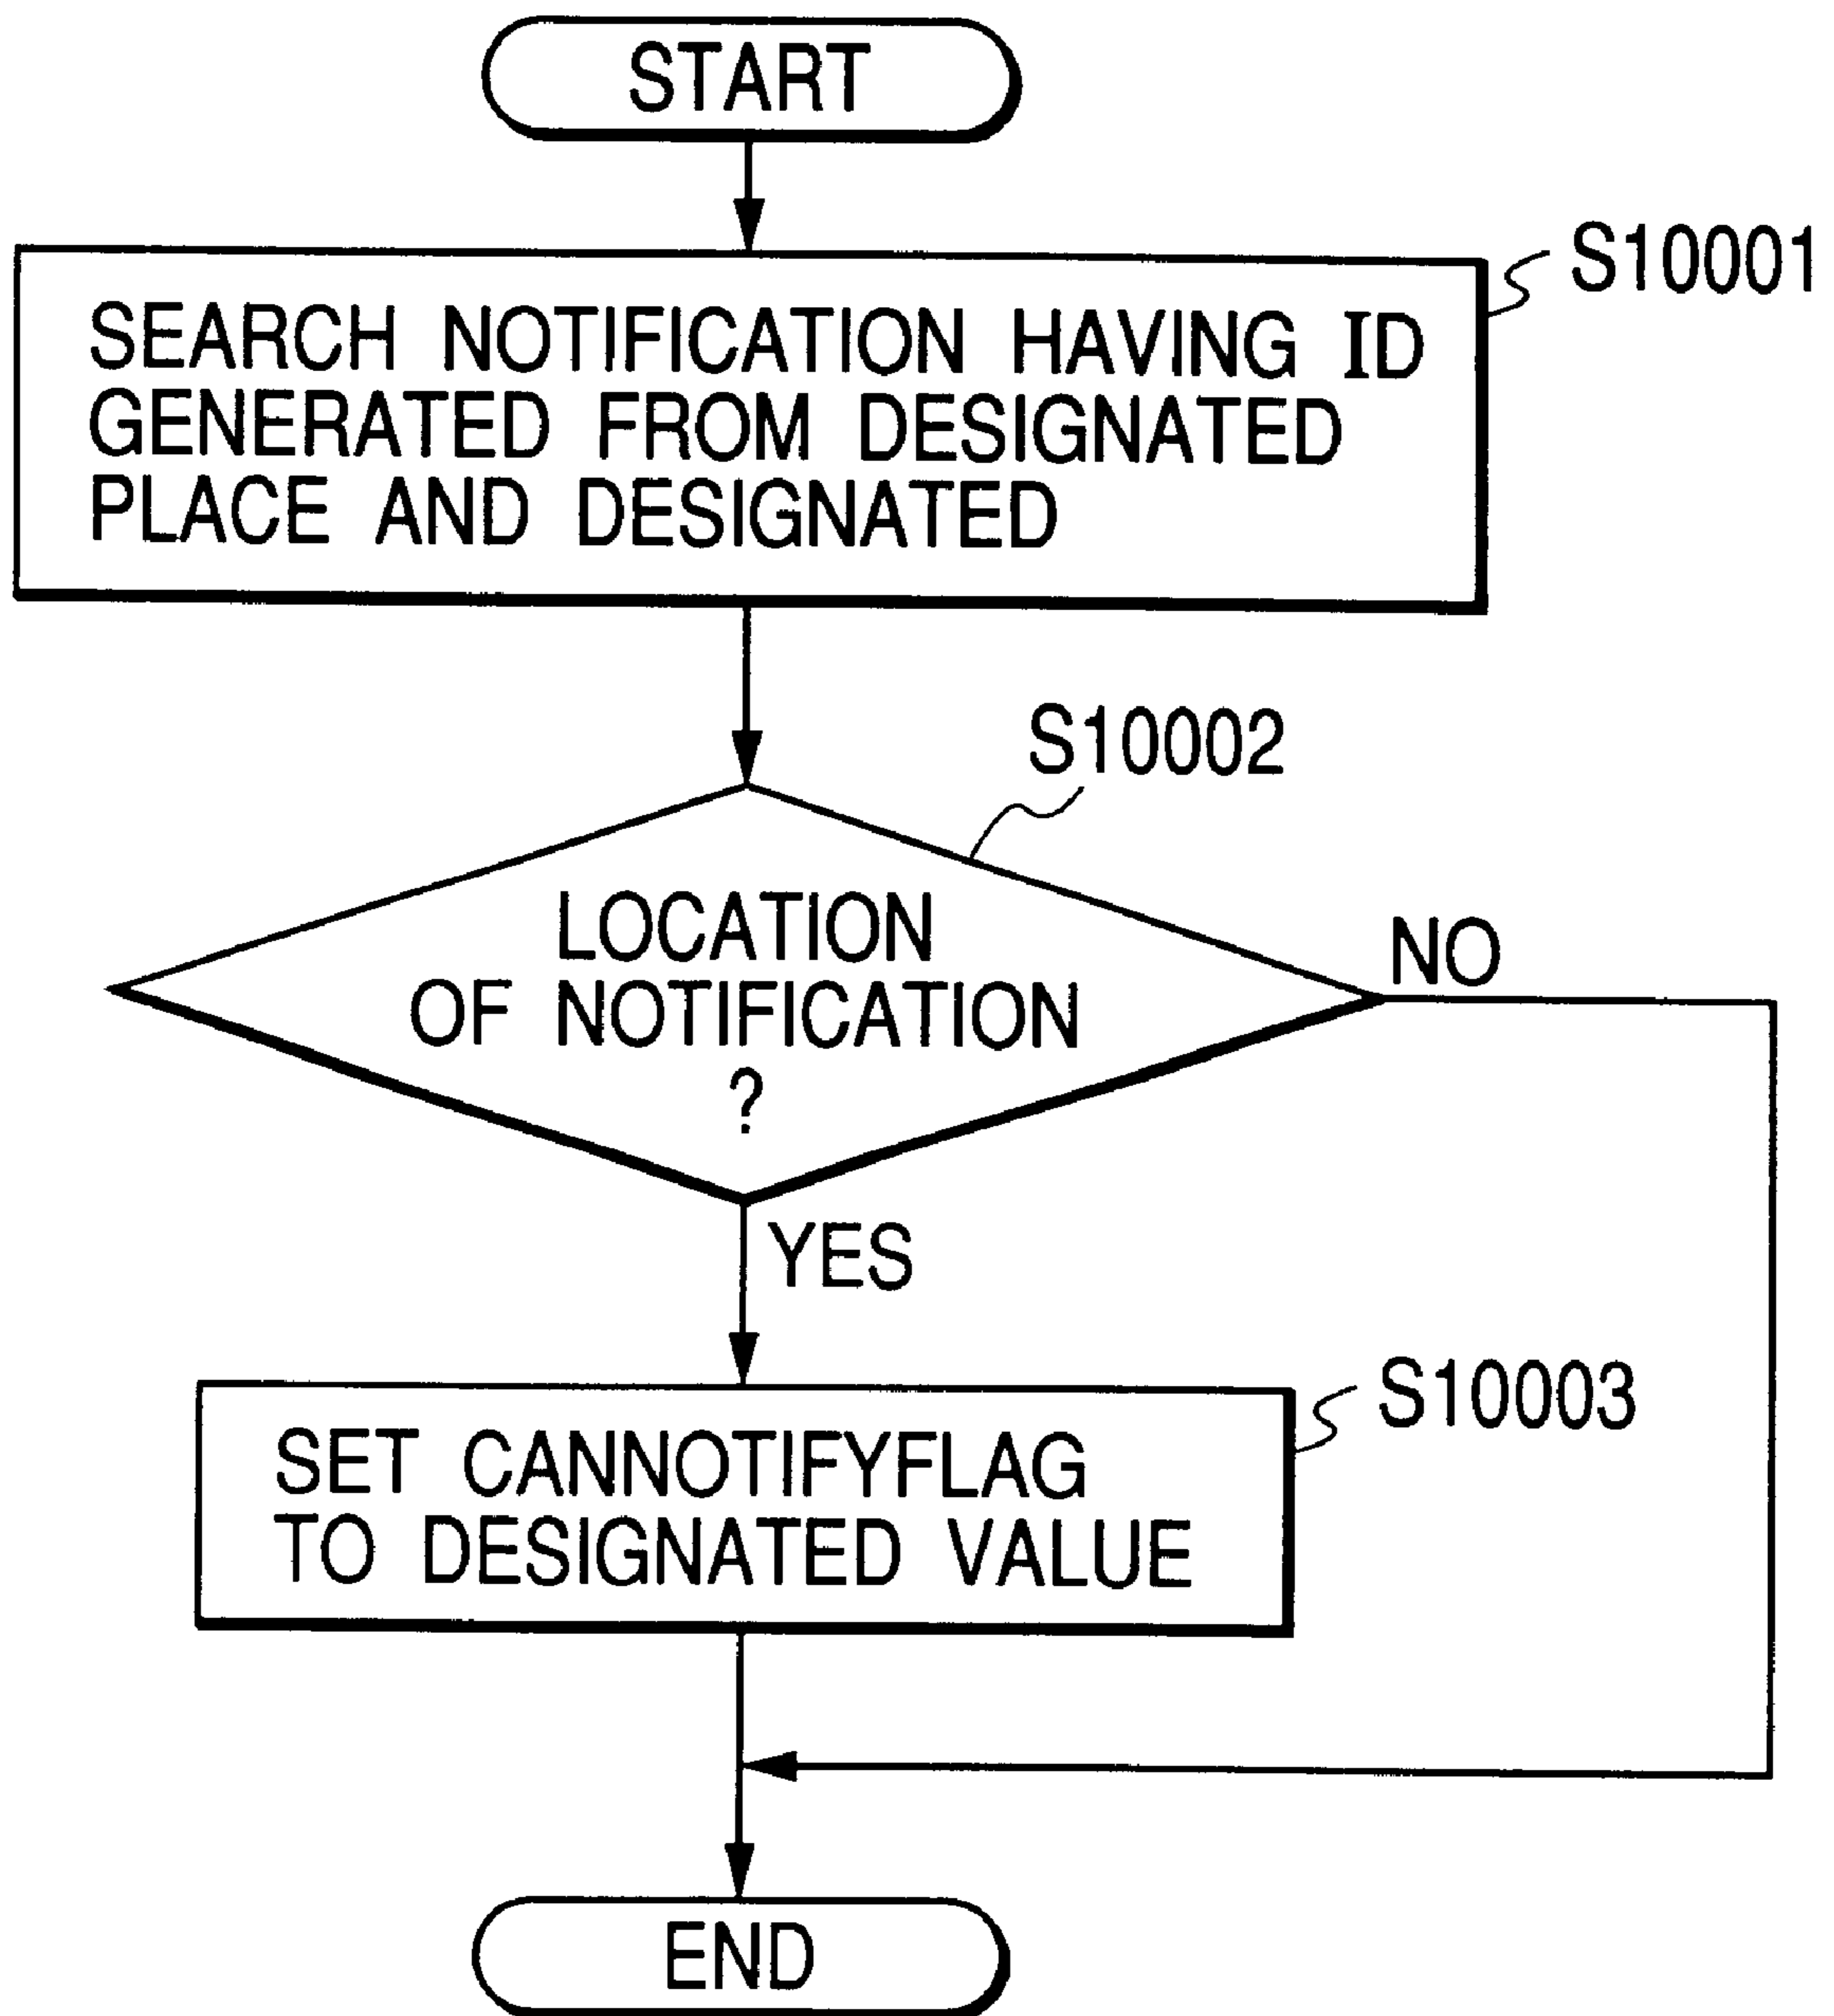 START
S10001
SEARCH NOTIFICATION HAVING ID
GENERATED FROM DESIGNATED
PLACE AND DESIGNATED
S10002
LOCATION
OF NOTIFICATION
?
NO
YES
S10003
SET CANNOTIFYFLAG
TO DESIGNATED VALUE
END